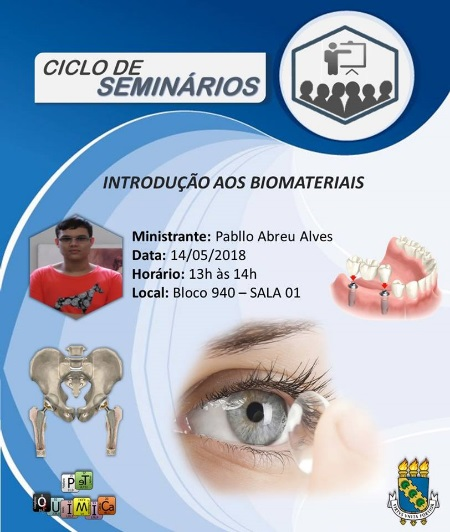 CICLO DE
SEMINÁRIOS
INTRODUÇÃO AOS BIOMATERIAIS
Ministrante: Pabllo Abreu Alves
Data: 14/05/2018
Horário: 13h às 14h
Local: Bloco 940 – SALA 01
PET
QUÍMICA